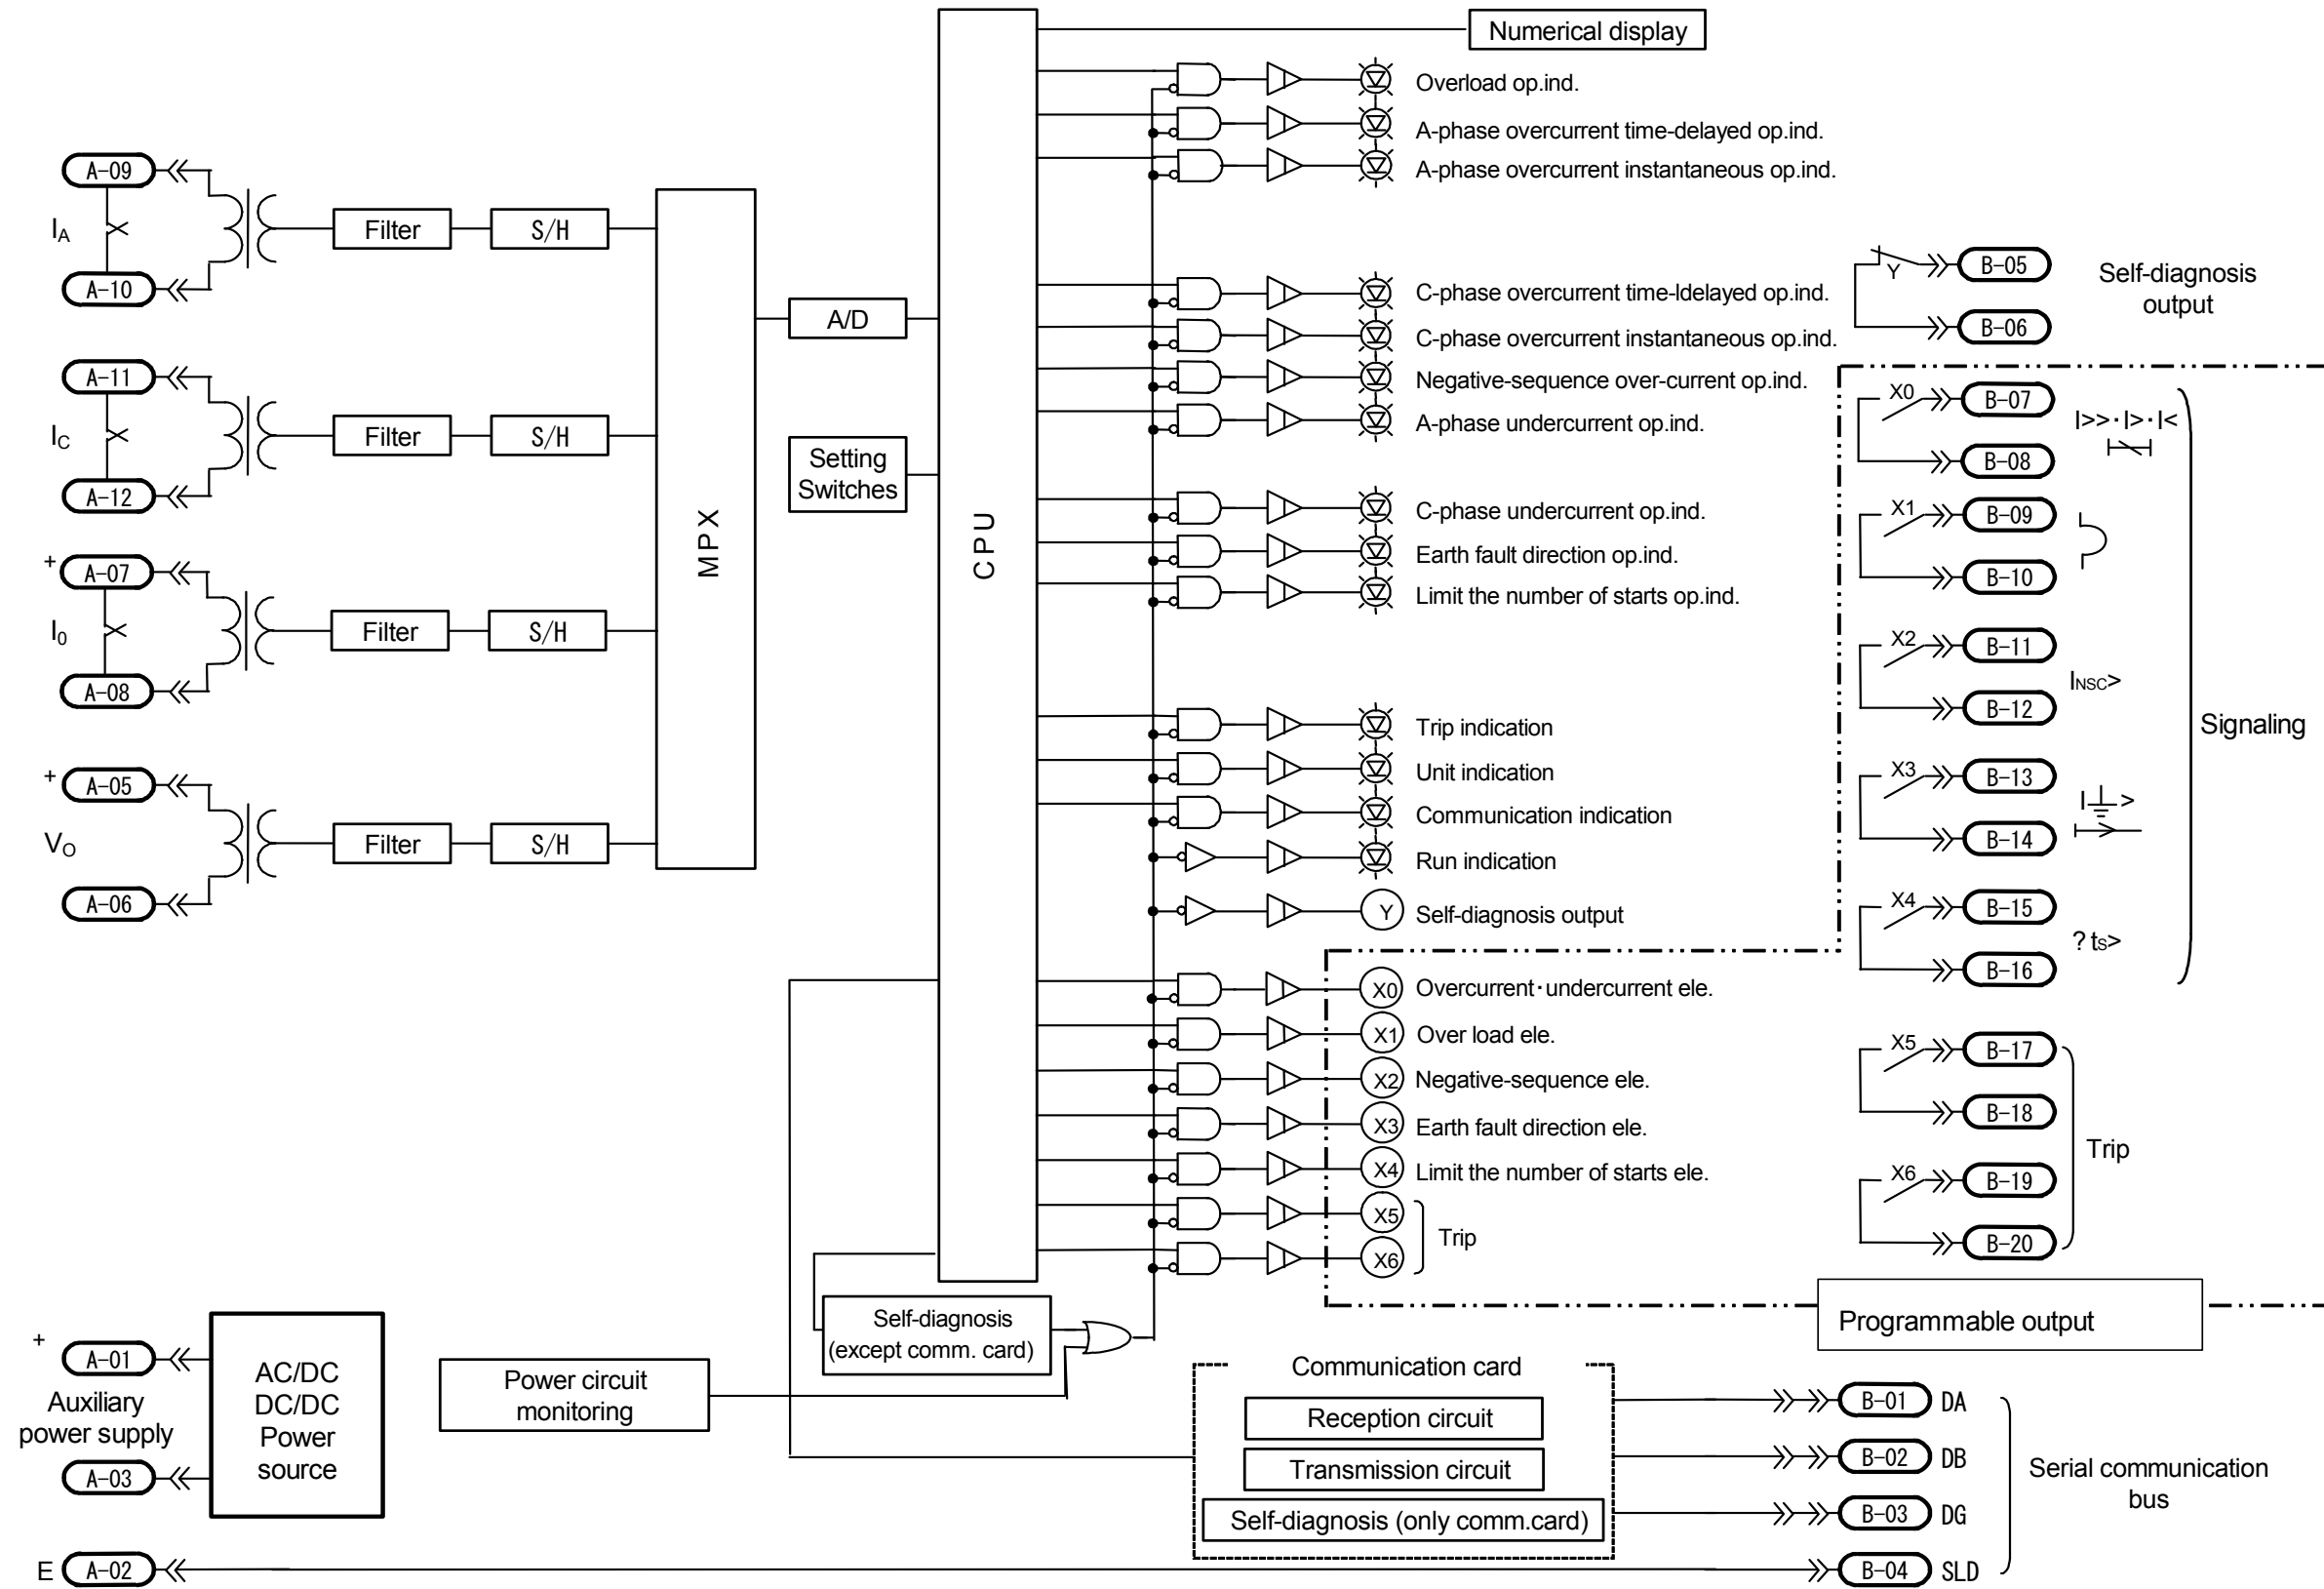 Numerical display
Overload op.ind.
A-phase overcurrent time-delayed op.ind.
A-phase overcurrent instantaneous op.ind.
C-phase overcurrent time-ldelayed op.ind.
C-phase overcurrent instantaneous op.ind.
Negative-sequence over-current op.ind.
A-phase undercurrent op.ind.
C-phase undercurrent op.ind.
Earth fault direction op.ind.
Limit the number of starts op.ind.
Trip indication
Unit indication
Communication indication
Run indication
Y
Self-diagnosis output
X0
Overcurrent･undercurrent ele.
X1
Over load ele.
X2
Negative-sequence ele.
X3
Earth fault direction ele.
X4
Limit the number of starts ele.
X5
X6
Trip
A-09
IA
A-10
Filter
S/H
A-11
IC
A-12
Filter
S/H
+
A-07
I0
A-08
Filter
S/H
+
A-05
VO
A-06
Filter
S/H
MPX
A/D
Setting
Switches
CPU
Y
B-05
B-06
Self-diagnosis
output
X0
B-07
B-08
I>>･I>･I<
X1
B-09
B-10
X2
B-11
B-12
INSC>
X3
B-13
B-14
I >
X4
B-15
B-16
? ts>
Signaling
X5
B-17
B-18
X6
B-19
B-20
Trip
Programmable output
Self-diagnosis
(except comm. card)
Power circuit
monitoring
+
A-01
Auxiliary
power supply
A-03
AC/DC
DC/DC
Power
source
E
A-02
Communication card
Reception circuit
Transmission circuit
Self-diagnosis (only comm.card)
B-01 DA
B-02 DB
B-03 DG
B-04 SLD
Serial communication
bus